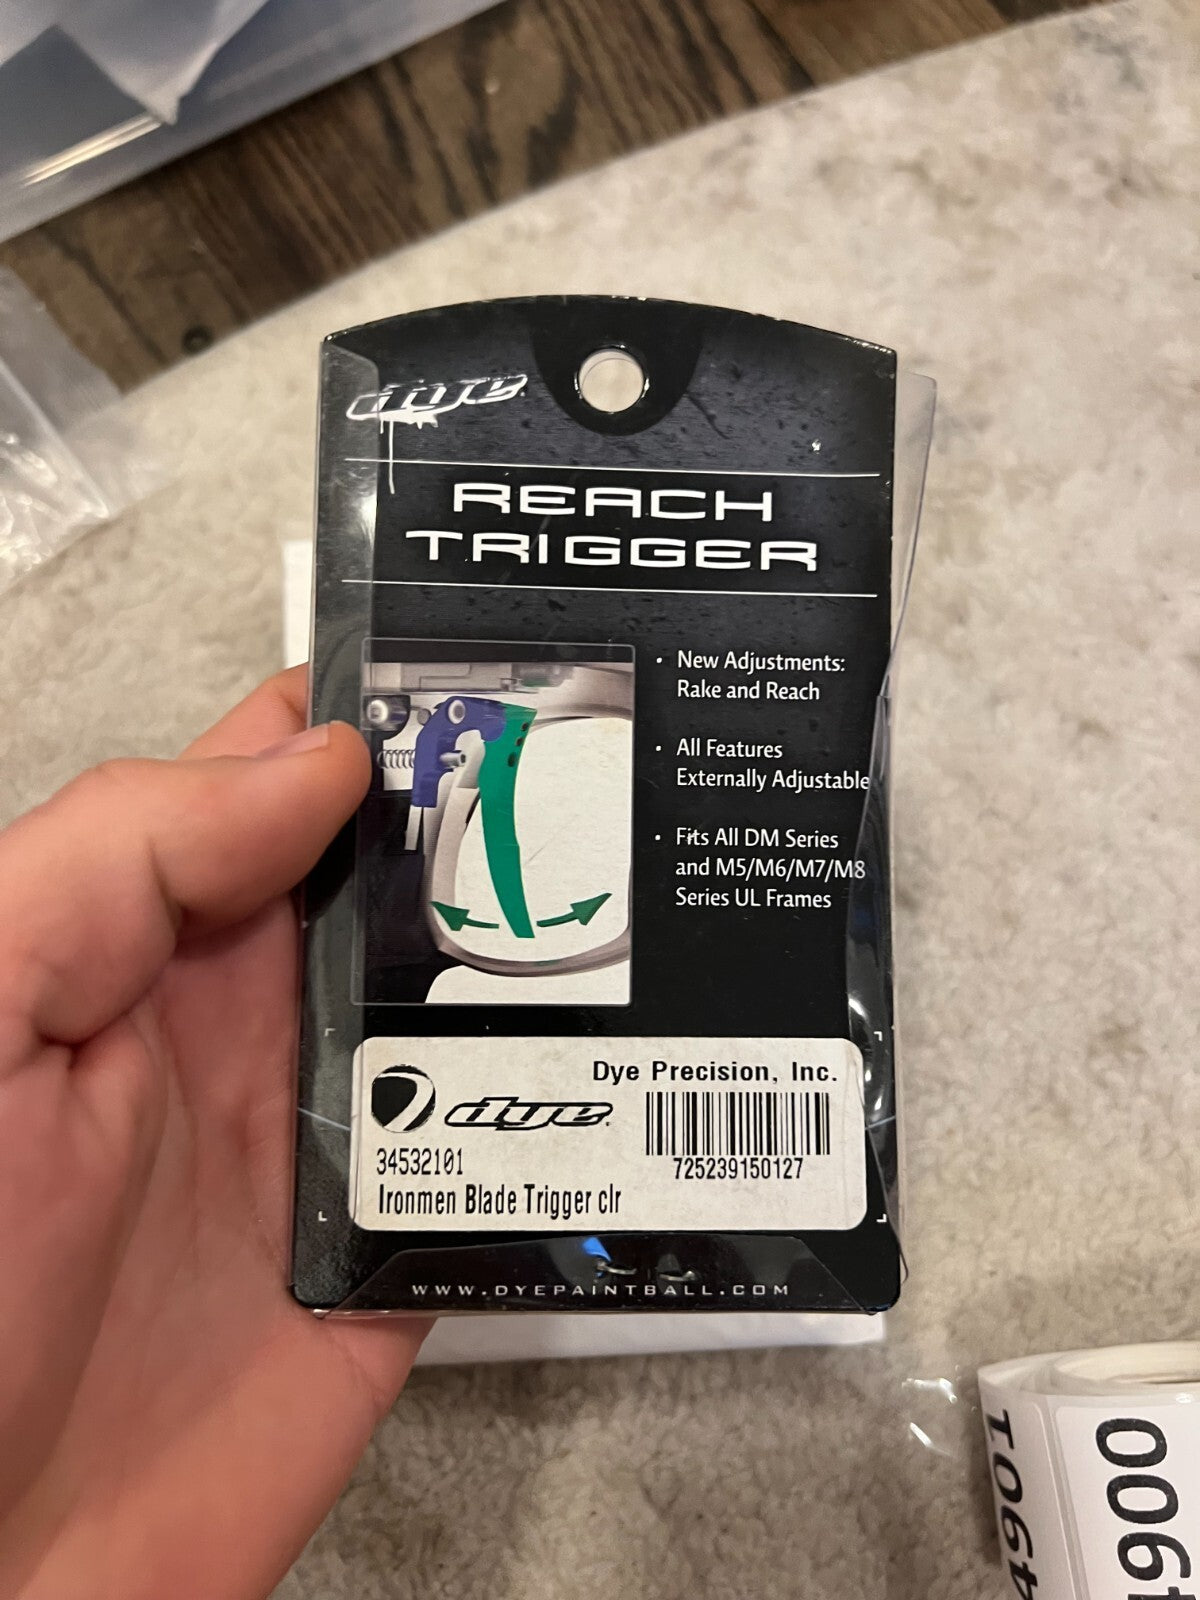 dye
REACH
TRIGGER
• New Adjustments:
Rake and Reach
• All Features
Externally Adjustable
• Fits All DM Series
and M5/M6/M7/M8
Series UL Frames
Dye Precision, Inc.
dye
34532101
725239150127
Ironmen Blade Trigger clr
WWW.DYEPAINTBALL.COM